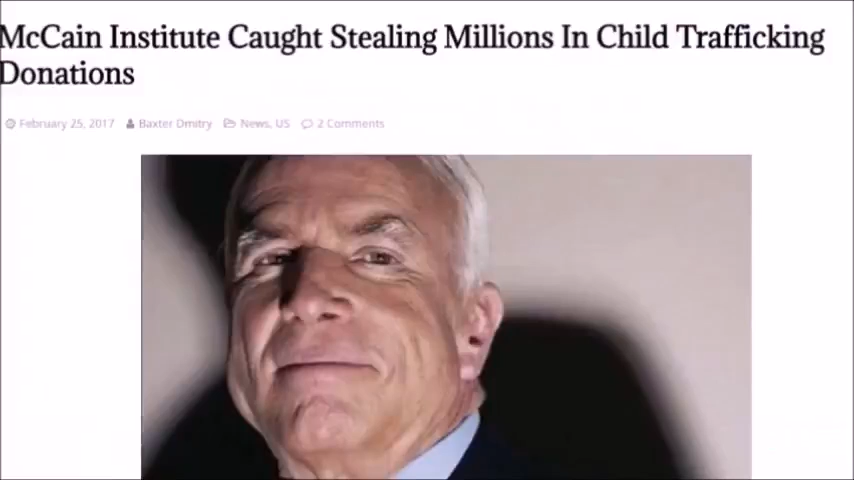 McCain Institute Caught Stealing Millions In Child Trafficking
Donations
February 25, 2017 Baxter Dmitry News, US 2 Comments